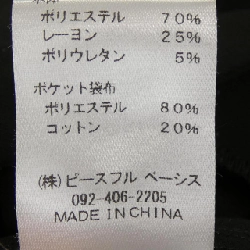 ポリエステル 70%
レーヨン 25%
ポリウレタン 5%
ポケット袋布
ポリエステル 80%
コットン 20%
(株)ピースフル ベーシス
092-406-2205
MADE IN CHINA